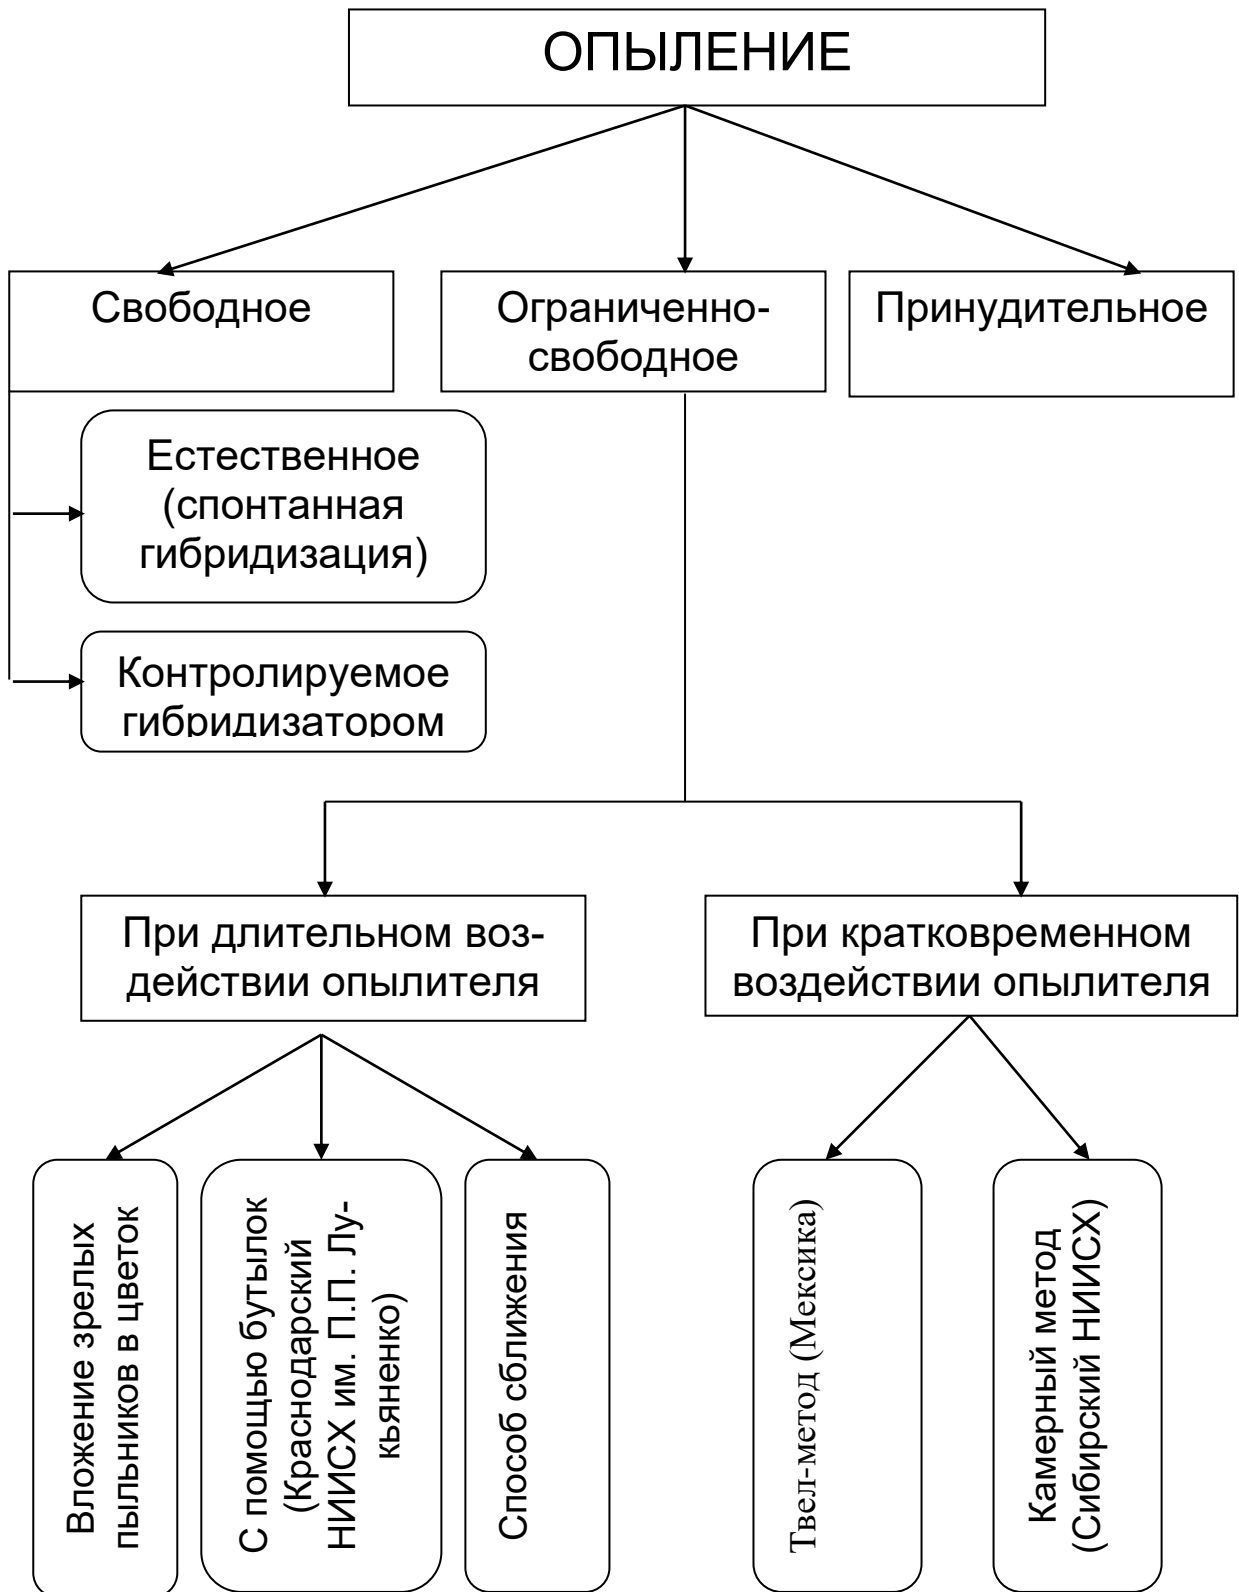 ОПЫЛЕНИЕ
Свободное
Ограниченно-
свободное
Принудительное
Естественное
(спонтанная
гибридизация)
Контролируемое
гибридизатором
При длительном воз-
действии опылителя
При кратковременном
воздействии опылителя
Вложение зрелых
пыльников в цветок
С помощью бутылок
(Краснодарский
НИИСХ им. П.П. Лу-
кьяненко)
Способ сближения
Твел-метод (Мексика)
Камерный метод
(Сибирский НИИСХ)